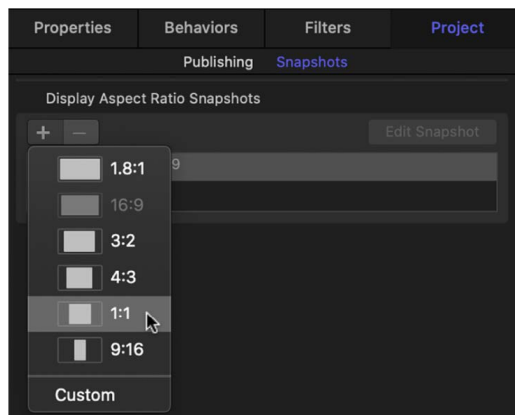 Properties Behaviors Filters Project
Publishing Snapshots
Display Aspect Ratio Snapshots
+ − Edit Snapshot
9
1.8:1
16:9
3:2
4:3
1:1
9:16
Custom